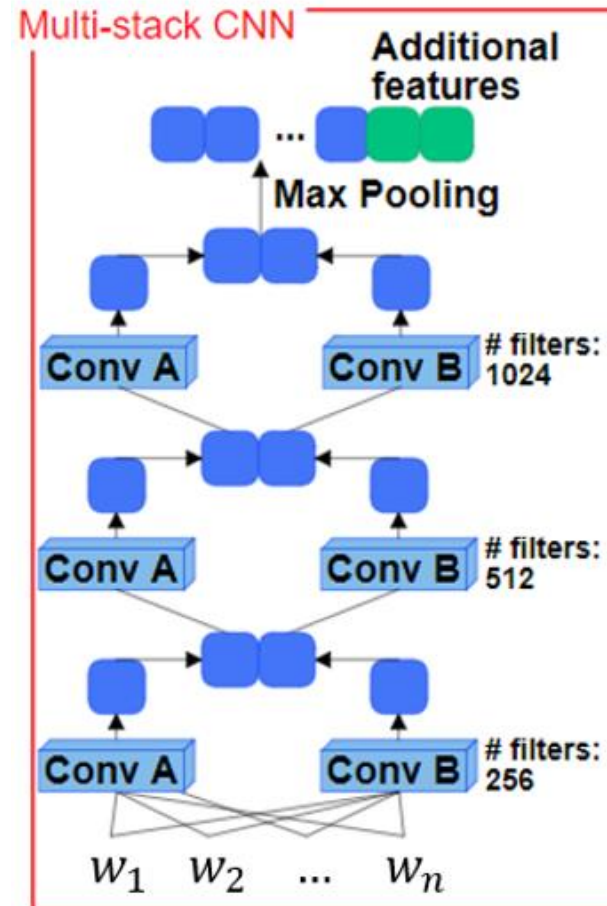 Multi-stack CNN
Additional
features
...
Max Pooling
Conv A Conv B # filters:
1024
Conv A Conv B # filters:
512
Conv A Conv B # filters:
256
w₁ w₂ ... wₙ